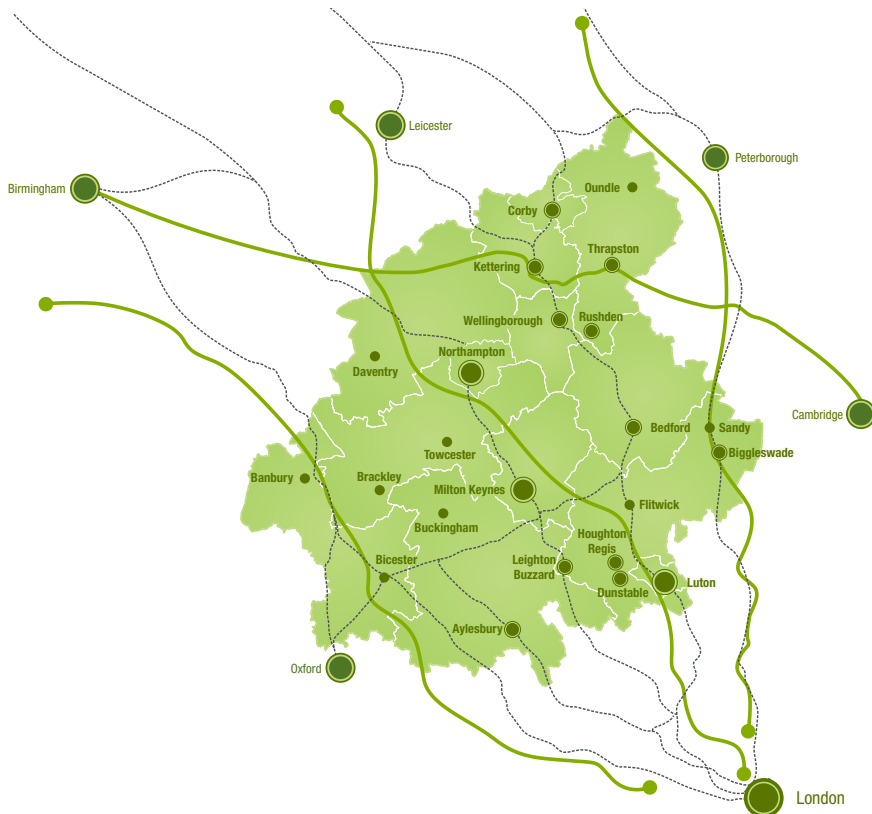 Leicester
Peterborough
Birmingham
Oundle
Corby
Thrapston
Kettering
Wellingborough
Rushden
Northampton
Daventry
Cambridge
Bedford
Sandy
Towcester
Biggleswade
Banbury
Brackley
Milton Keynes
Flitwick
Buckingham
Houghton
Regis
Bicester
Leighton
Buzzard
Luton
Dunstable
Aylesbury
Oxford
London